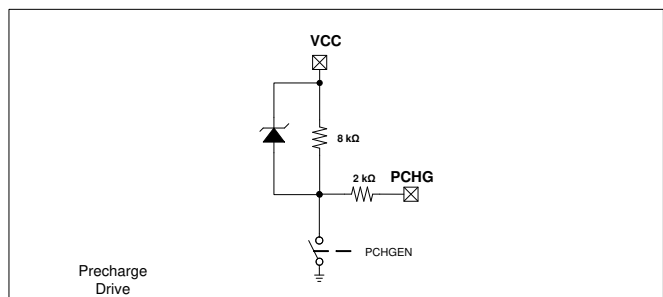 VCC
8 kΩ
PCHG
2 kΩ
PCHGEN
Precharge
Drive